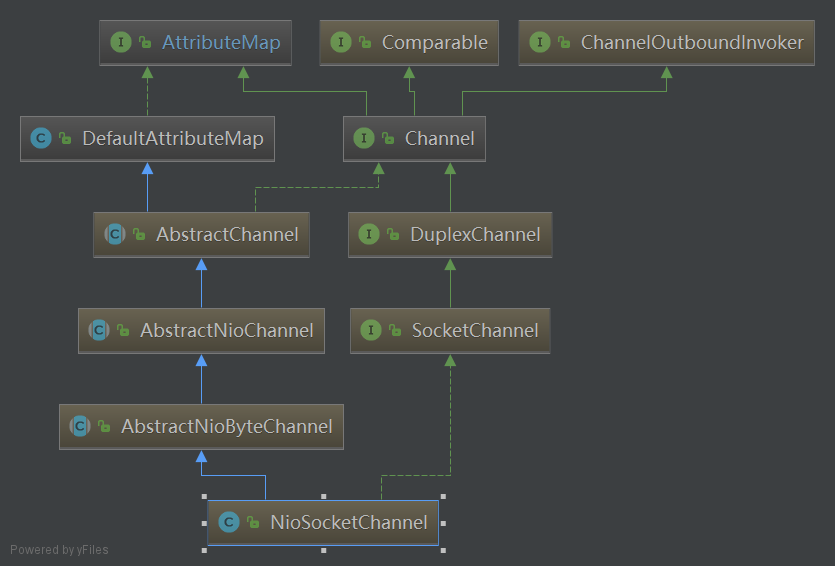 I AttributeMap
I Comparable
I ChannelOutboundInvoker
C DefaultAttributeMap
I Channel
C AbstractChannel
I DuplexChannel
C AbstractNioChannel
I SocketChannel
C AbstractNioByteChannel
C NioSocketChannel
Powered by yFiles